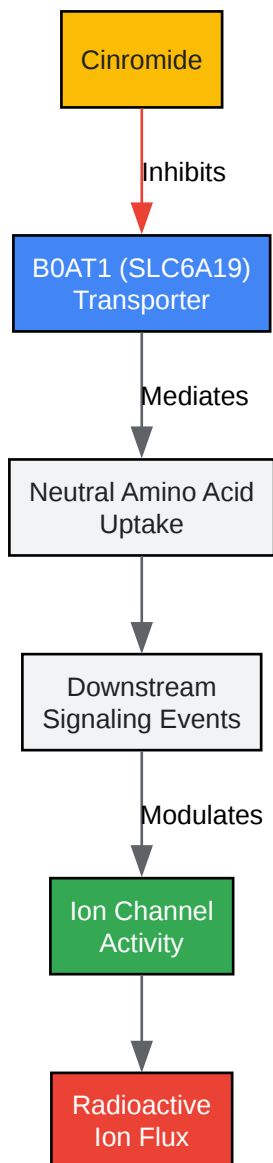 Cinromide
Inhibits
B0AT1 (SLC6A19)
Transporter
Mediates
Neutral Amino Acid
Uptake
Downstream
Signaling Events
Modulates
Ion Channel
Activity
Radioactive
Ion Flux